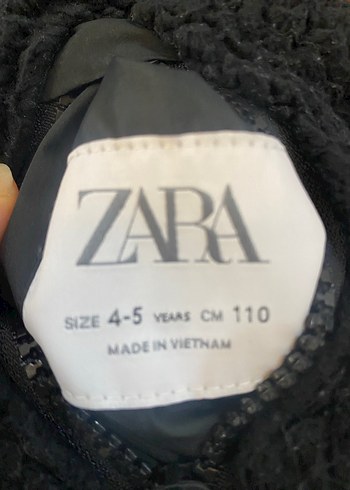 ZARA
SIZE 4-5 YEARS CM 110
MADE IN VIETNAM